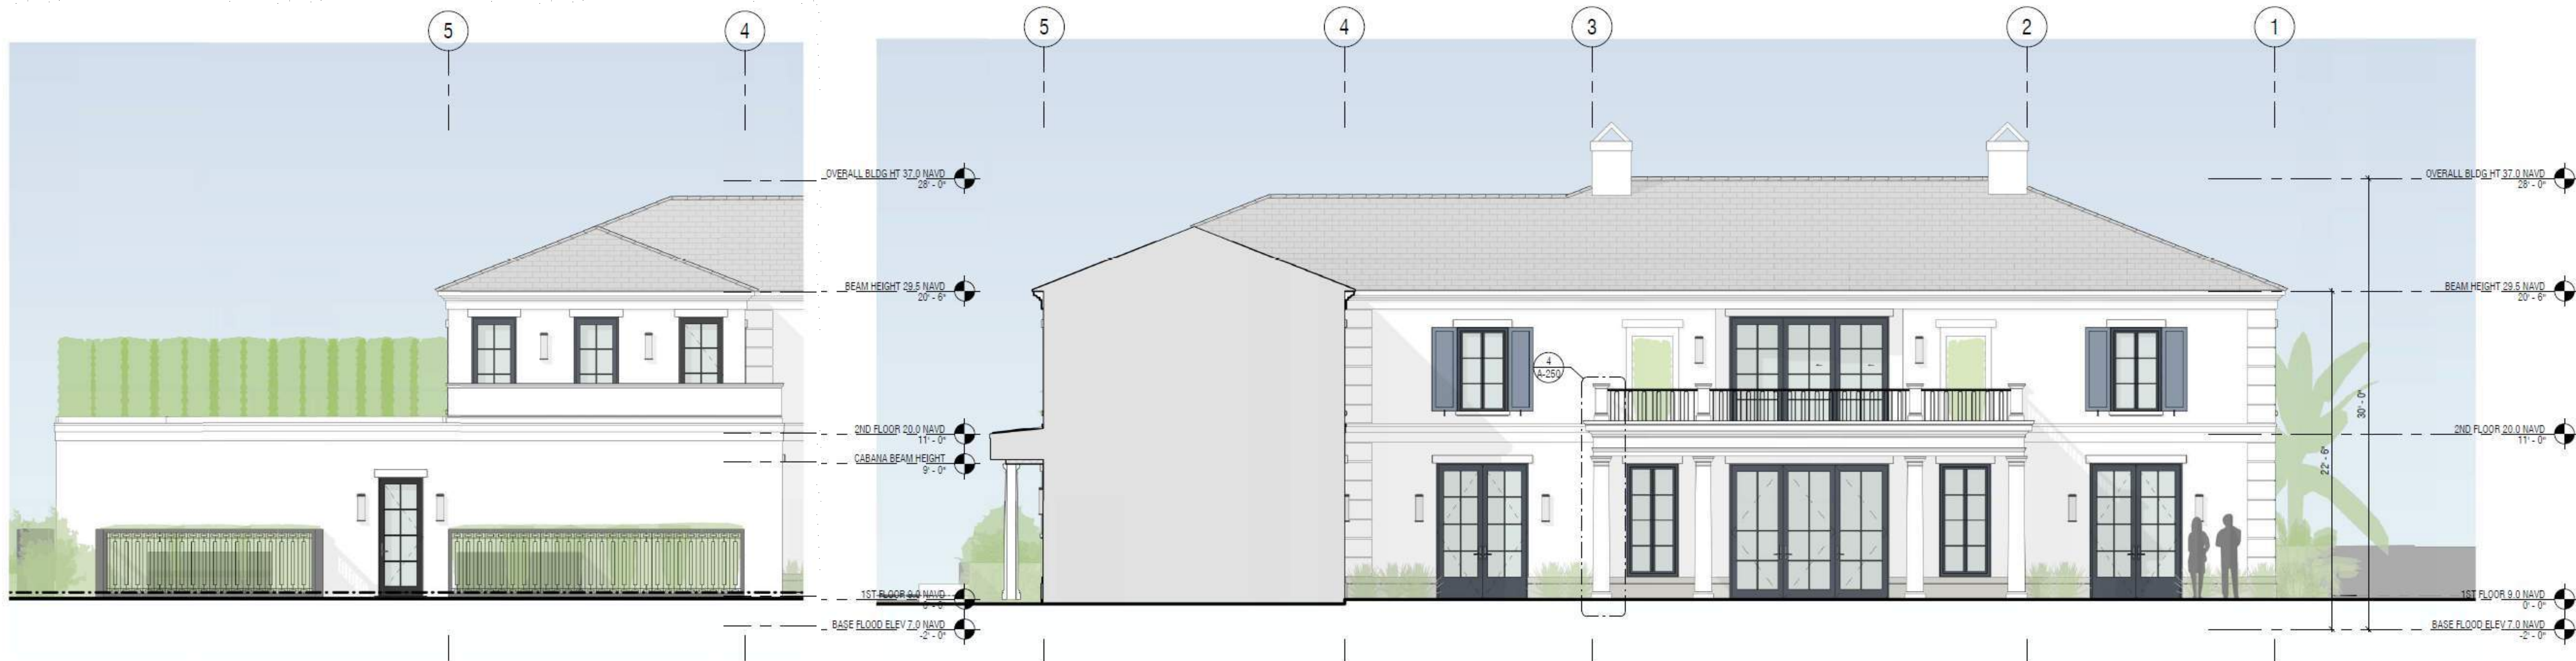 5
4
OVERALL BLDG HT 37.0 NAVD
28' - 0"
BEAM HEIGHT 29.5 NAVD
20' - 6"
2ND FLOOR 20.0 NAVD
11' - 0"
CABANA BEAM HEIGHT
9' - 0"
1ST FLOOR 9.0 NAVD
0' - 0"
BASE FLOOD ELEV 7.0 NAVD
-2' - 0"
5
4
3
2
1
4
A-250
30' - 0"
22' - 6"
OVERALL BLDG HT 37.0 NAVD
28' - 0"
BEAM HEIGHT 29.5 NAVD
20' - 6"
2ND FLOOR 20.0 NAVD
11' - 0"
1ST FLOOR 9.0 NAVD
0' - 0"
BASE FLOOD ELEV 7.0 NAVD
-2' - 0"